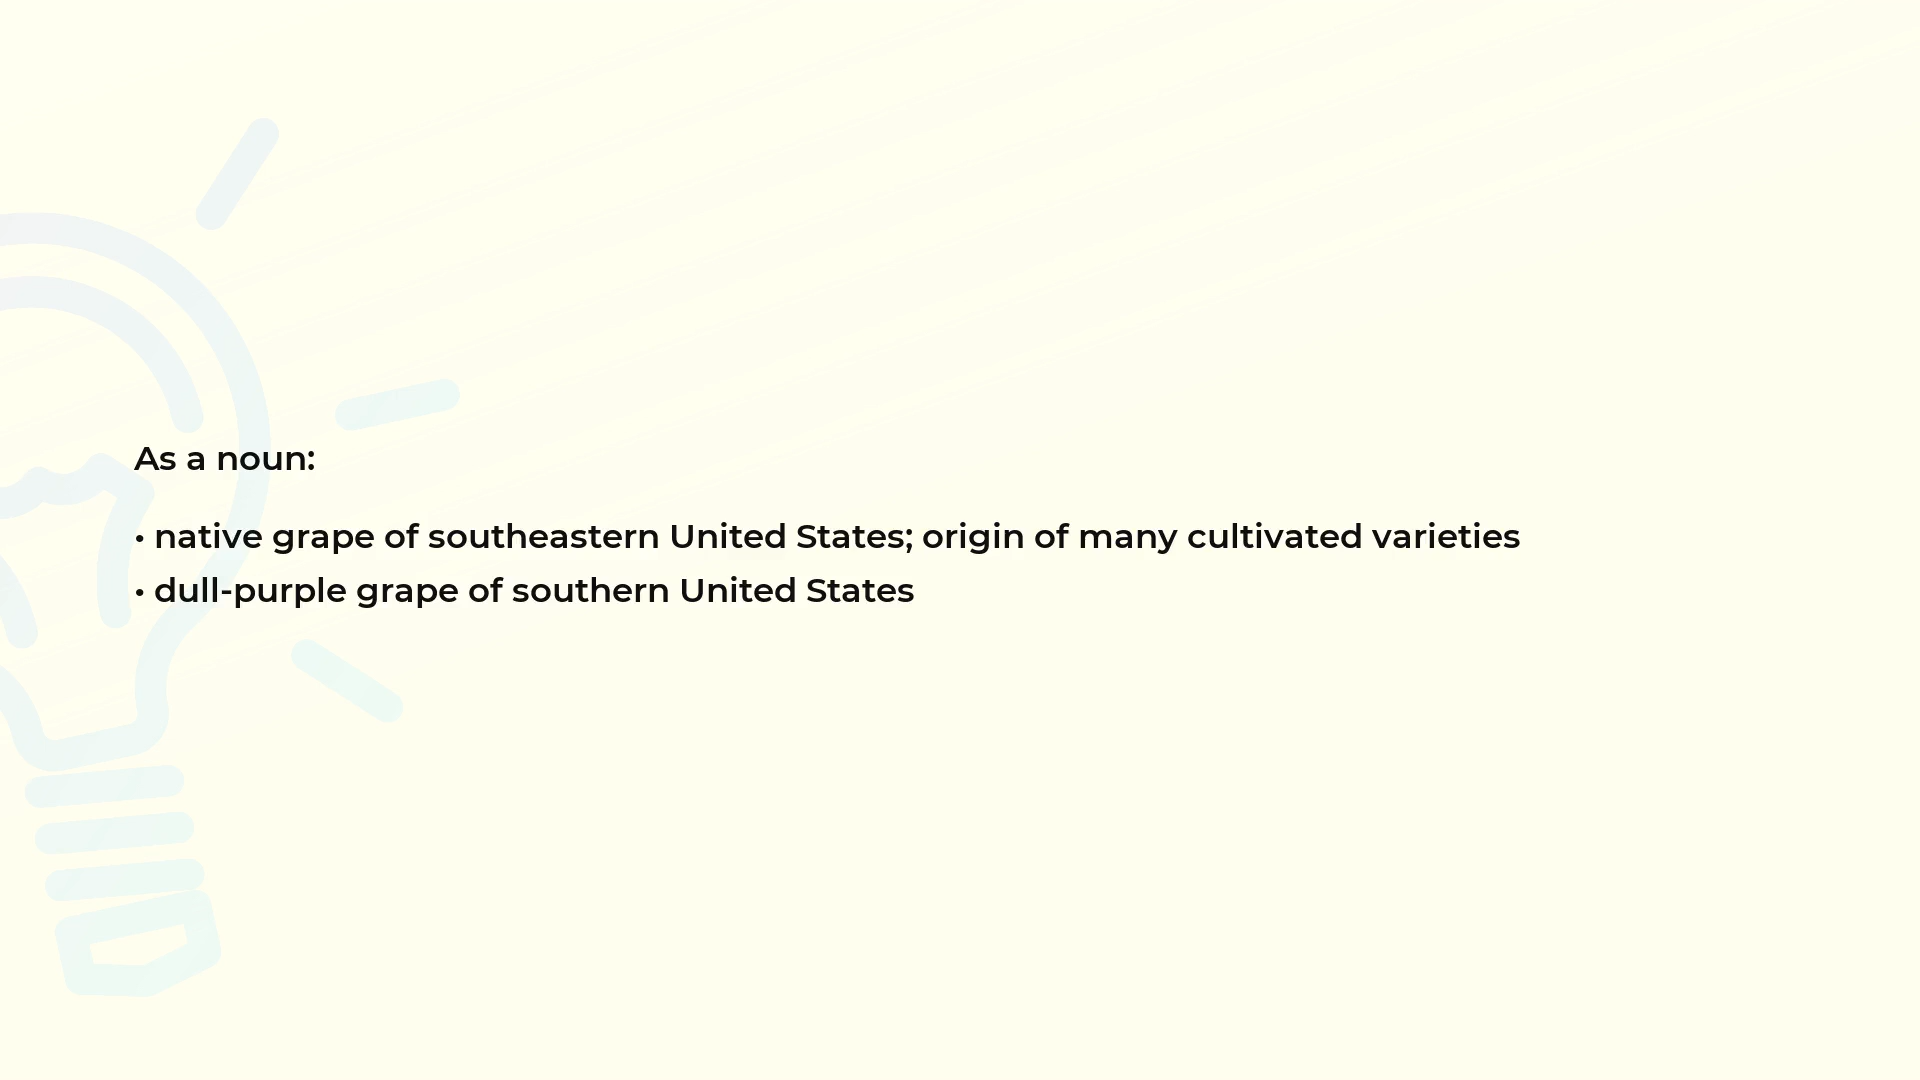 As a noun:
• native grape of southeastern United States; origin of many cultivated varieties
• dull-purple grape of southern United States